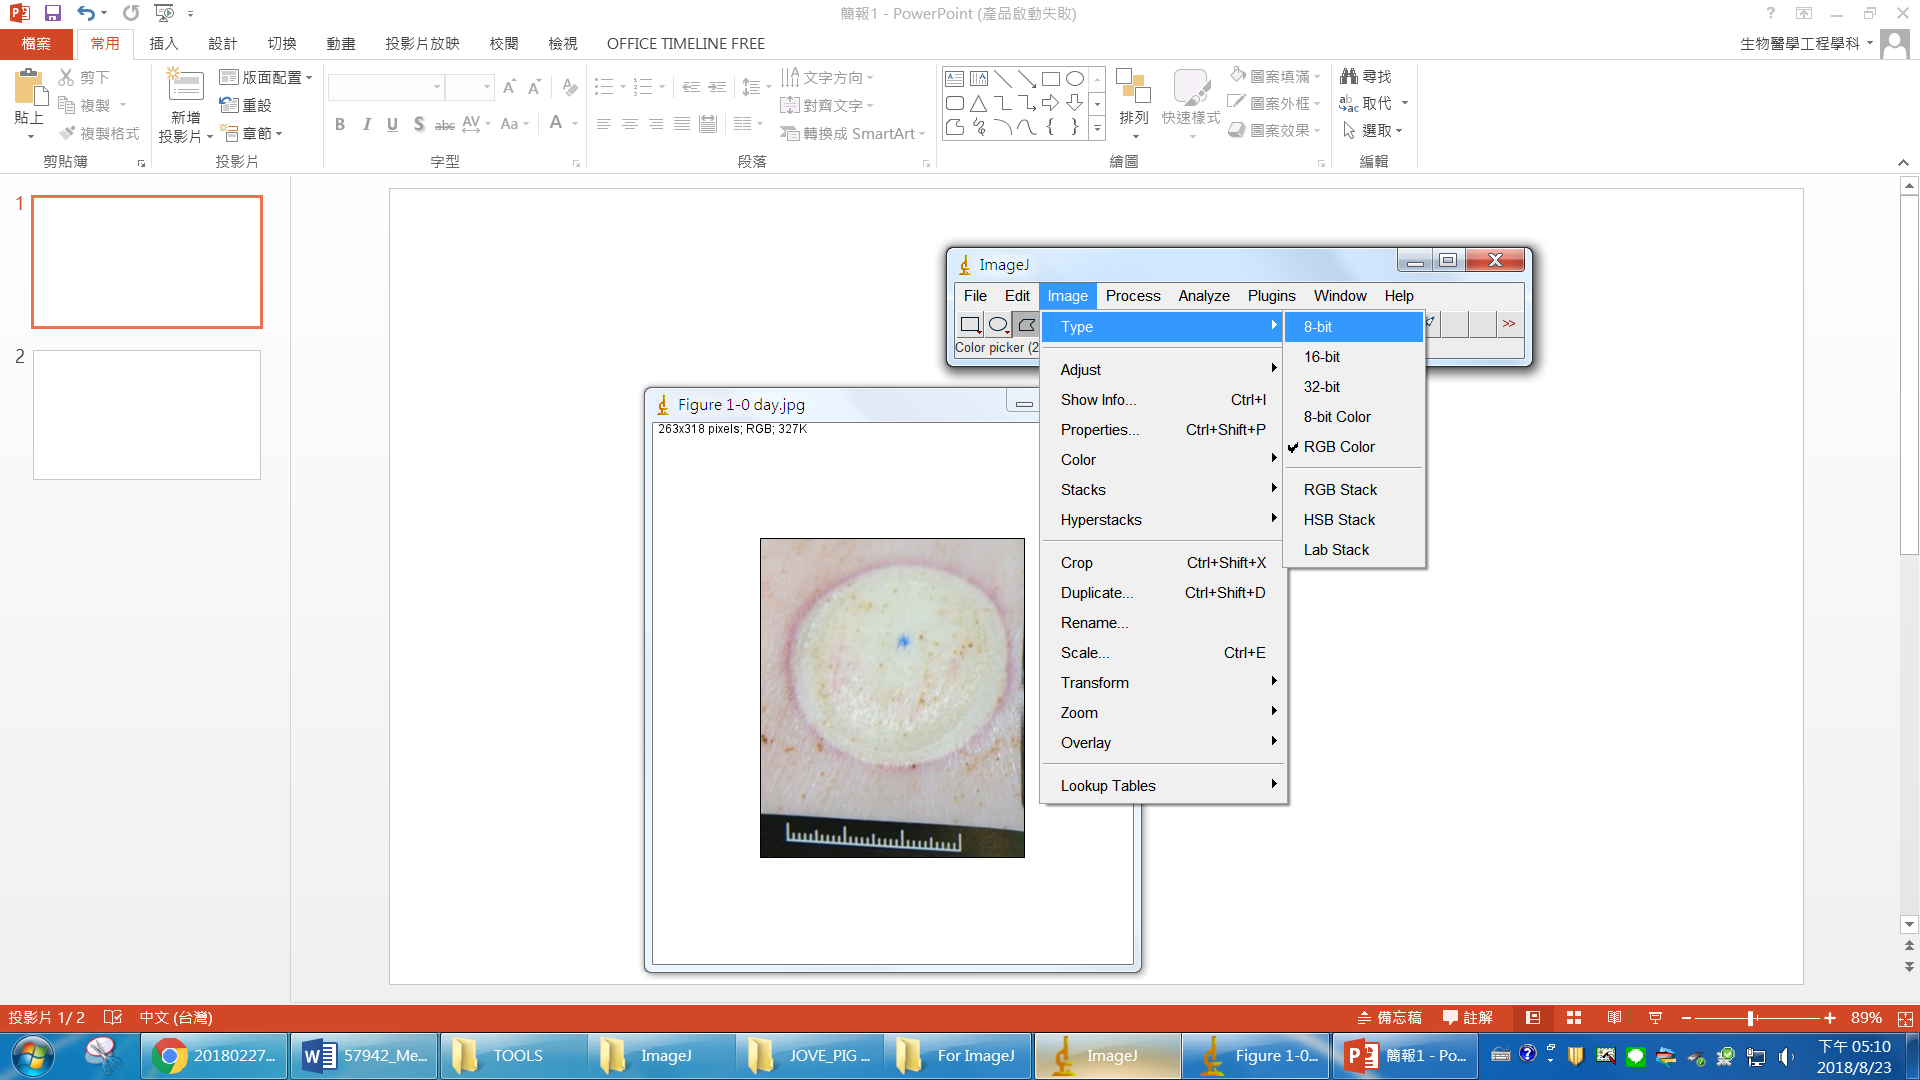 簡報1 - PowerPoint (產品啟動失敗)
檔案 常用 插入 設計 切換 動畫 投影片放映 校閱 檢視 OFFICE TIMELINE FREE 生物醫學工程學科
貼上 剪下 複製 複製格式 剪貼簿
新增投影片 版面配置 重設 章節 投影片
B I U S abc AV Aa A 字型
文字方向 對齊文字 轉換成 SmartArt 段落
排列 快速樣式 圖案填滿 圖案外框 圖案效果 繪圖
尋找 取代 選取 編輯
1
2
ImageJ
File Edit Image Process Analyze Plugins Window Help
>>
Color picker (2
Type
Adjust
Show Info... Ctrl+I
Properties... Ctrl+Shift+P
Color
Stacks
Hyperstacks
Crop Ctrl+Shift+X
Duplicate... Ctrl+Shift+D
Rename...
Scale... Ctrl+E
Transform
Zoom
Overlay
Lookup Tables
8-bit
16-bit
32-bit
8-bit Color
RGB Color
RGB Stack
HSB Stack
Lab Stack
Figure 1-0 day.jpg
263x318 pixels; RGB; 327K
投影片 1/ 2 中文 (台灣) 備忘稿 註解 89%
20180227... 57942_Me... TOOLS ImageJ JOVE_PIG ... For ImageJ ImageJ Figure 1-0... 簡報1 - Po...
下午 05:10
2018/8/23